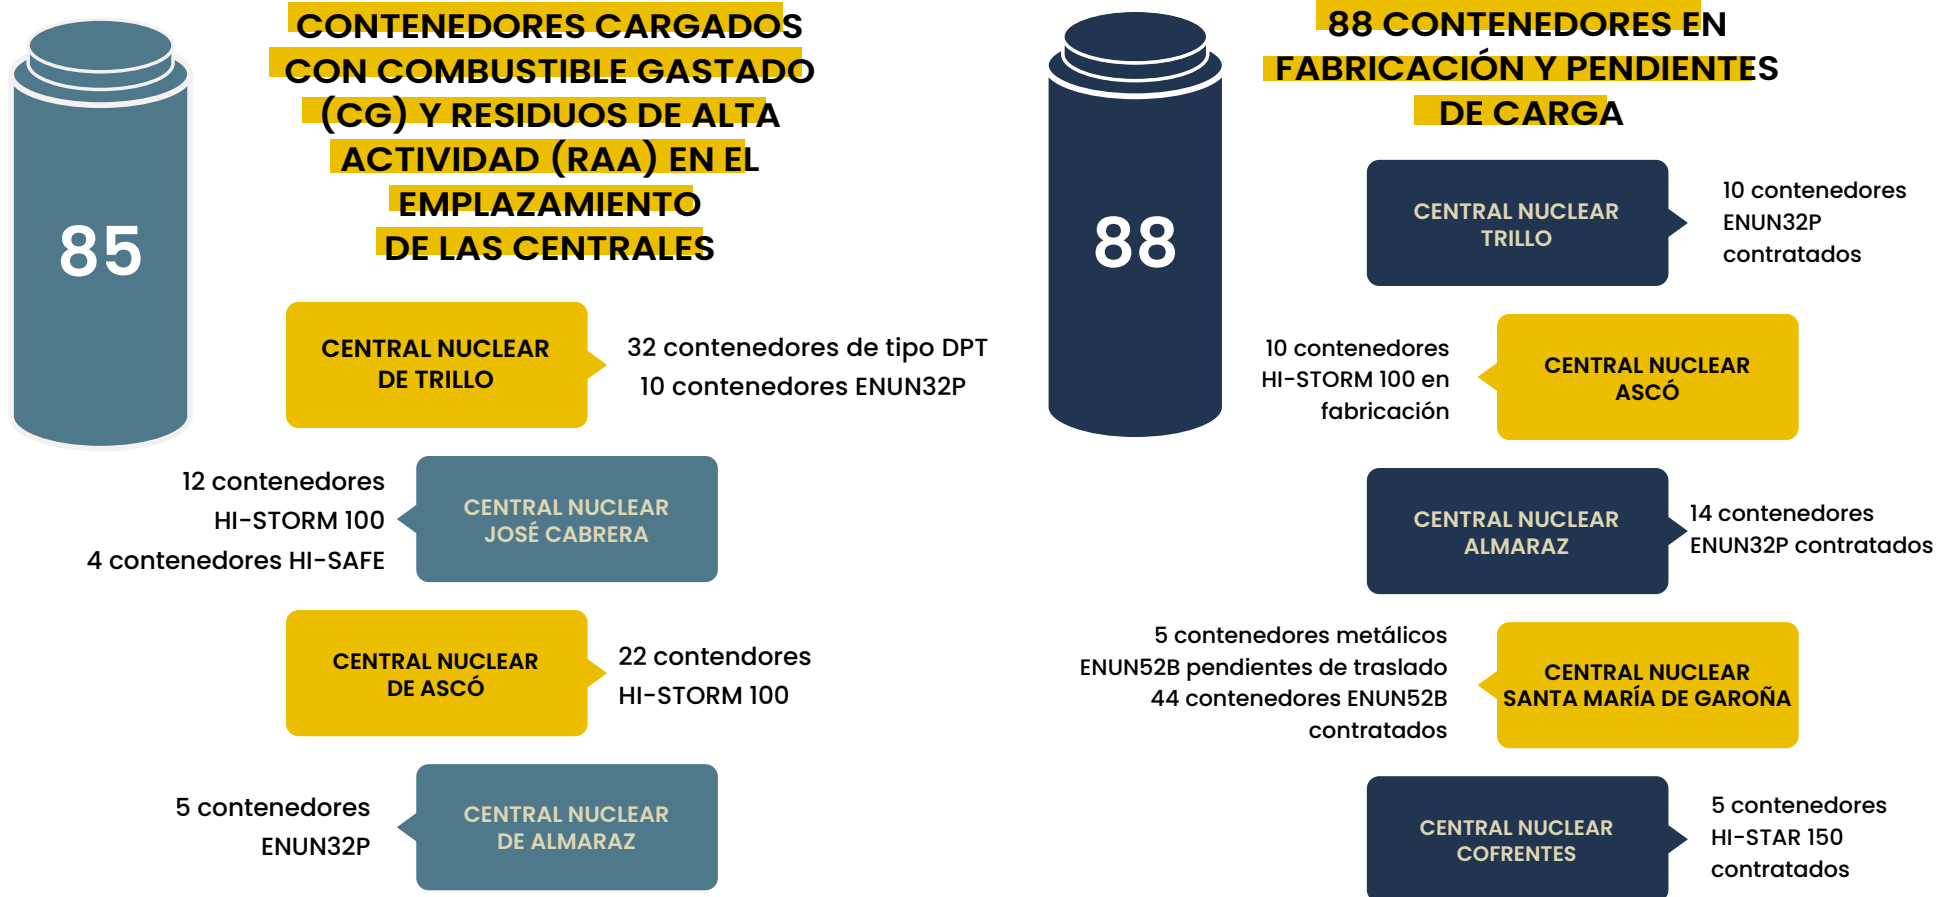 85
CONTENEDORES CARGADOS
CON COMBUSTIBLE GASTADO
(CG) Y RESIDUOS DE ALTA
ACTIVIDAD (RAA) EN EL
EMPLAZAMIENTO
DE LAS CENTRALES
CENTRAL NUCLEAR
DE TRILLO
32 contenedores de tipo DPT
10 contenedores ENUN32P
12 contenedores
HI-STORM 100
4 contenedores HI-SAFE
CENTRAL NUCLEAR
JOSÉ CABRERA
CENTRAL NUCLEAR
DE ASCÓ
22 contendores
HI-STORM 100
5 contenedores
ENUN32P
CENTRAL NUCLEAR
DE ALMARAZ
88
88 CONTENEDORES EN
FABRICACIÓN Y PENDIENTES
DE CARGA
CENTRAL NUCLEAR
TRILLO
10 contenedores
ENUN32P
contratados
10 contenedores
HI-STORM 100 en
fabricación
CENTRAL NUCLEAR
ASCÓ
CENTRAL NUCLEAR
ALMARAZ
14 contenedores
ENUN32P contratados
5 contenedores metálicos
ENUN52B pendientes de traslado
44 contenedores ENUN52B
contratados
CENTRAL NUCLEAR
SANTA MARÍA DE GAROÑA
CENTRAL NUCLEAR
COFRENTES
5 contenedores
HI-STAR 150
contratados